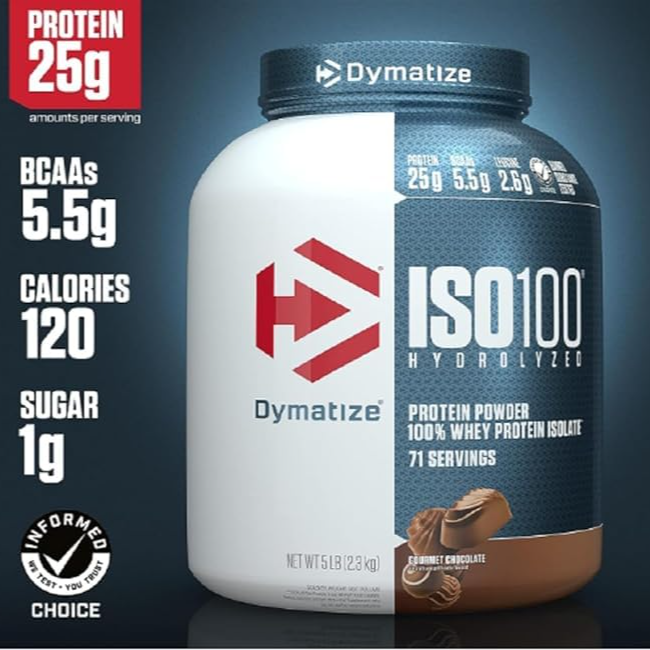 PROTEIN
25g
amounts per serving
BCAAs
5.5g
CALORIES
120
SUGAR
1g
INFORMED
WE TEST • YOU TRUST
CHOICE
Dymatize
PROTEIN BCAAs LEUCINE
25g 5.5g 2.6g
Dymatize®
ISO100®
HYDROLYZED
PROTEIN POWDER
100% WHEY PROTEIN ISOLATE
71 SERVINGS
GOURMET CHOCOLATE
NET WT 5 LB (2.3 kg)